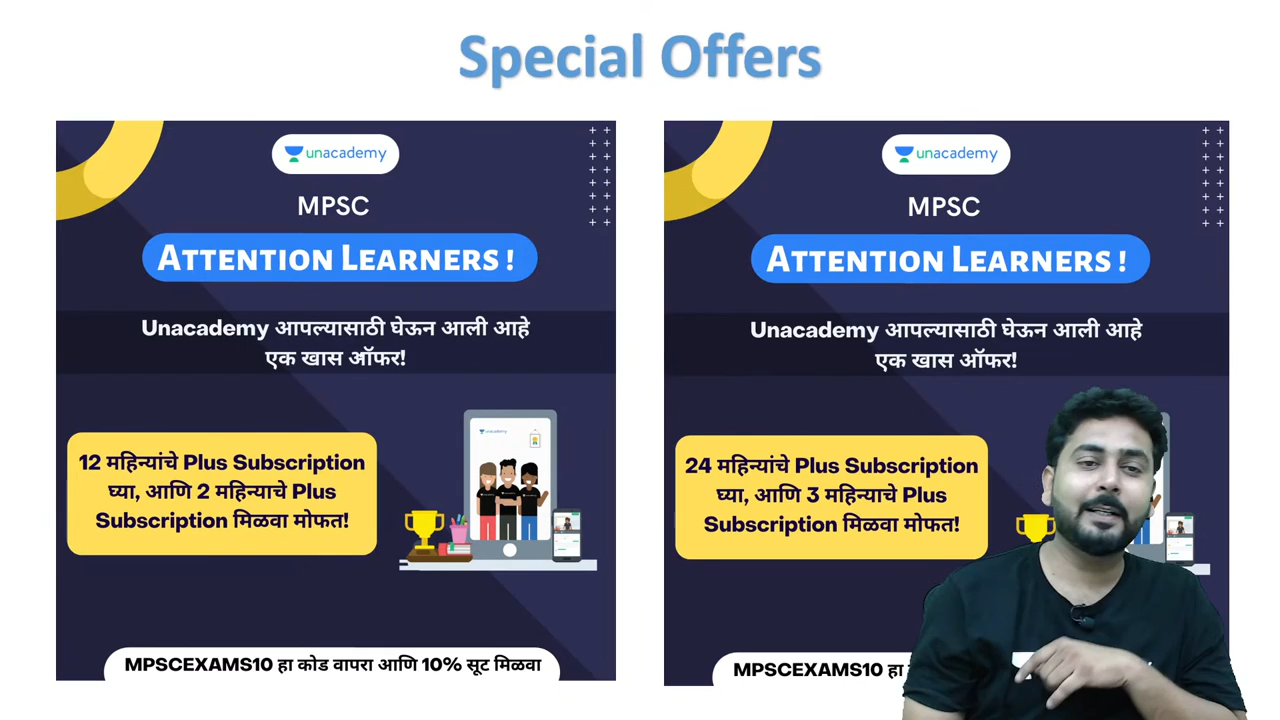 Special Offers
unacademy
MPSC
ATTENTION LEARNERS !
Unacademy आपल्यासाठी घेऊन आली आहे
एक खास ऑफर!
12 महिन्यांचे Plus Subscription
घ्या, आणि 2 महिन्याचे Plus
Subscription मिळवा मोफत!
MPSCEXAMS10 हा कोड वापरा आणि 10% सूट मिळवा
unacademy
MPSC
ATTENTION LEARNERS !
Unacademy आपल्यासाठी घेऊन आली आहे
एक खास ऑफर!
24 महिन्यांचे Plus Subscription
घ्या, आणि 3 महिन्याचे Plus
Subscription मिळवा मोफत!
MPSCEXAMS10 हा